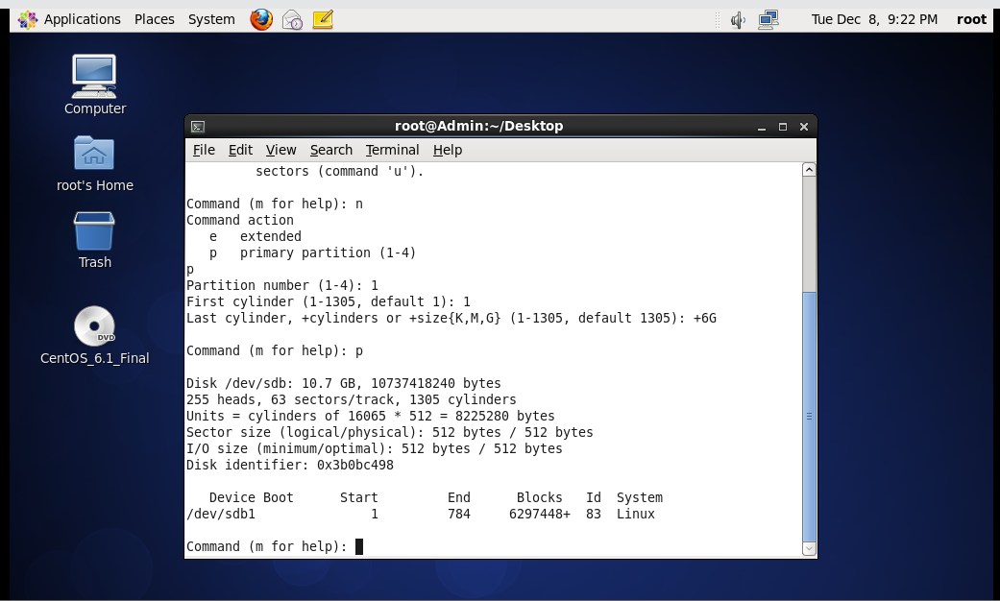 Applications Places System Tue Dec 8, 9:22 PM root
Computer
root's Home
Trash
DVD
CentOS_6.1_Final
root@Admin:~/Desktop
File Edit View Search Terminal Help
sectors (command 'u').
Command (m for help): n
Command action
e extended
p primary partition (1-4)
p
Partition number (1-4): 1
First cylinder (1-1305, default 1): 1
Last cylinder, +cylinders or +size{K,M,G} (1-1305, default 1305): +6G
Command (m for help): p
Disk /dev/sdb: 10.7 GB, 10737418240 bytes
255 heads, 63 sectors/track, 1305 cylinders
Units = cylinders of 16065 * 512 = 8225280 bytes
Sector size (logical/physical): 512 bytes / 512 bytes
I/O size (minimum/optimal): 512 bytes / 512 bytes
Disk identifier: 0x3b0bc498
Device Boot Start End Blocks Id System
/dev/sdb1 1 784 6297448+ 83 Linux
Command (m for help):